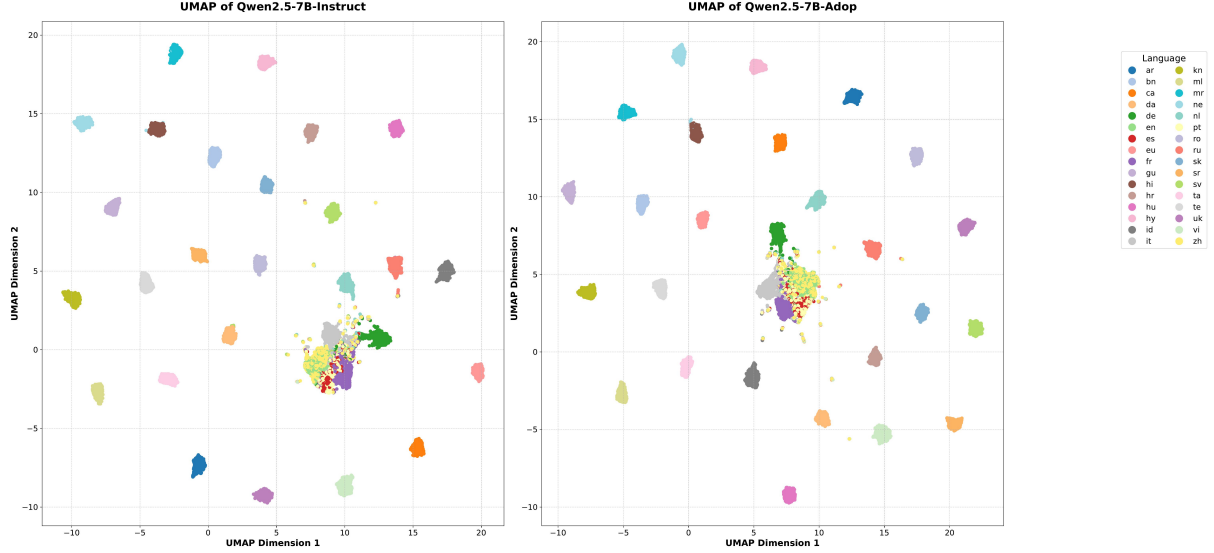 UMAP of Qwen2.5-7B-Instruct
20
15
10
5
0
−5
−10
−10
−5
0
5
10
15
20
UMAP Dimension 2
UMAP Dimension 1
UMAP of Qwen2.5-7B-Adop
20
15
10
5
0
−5
−10
−10
−5
0
5
10
15
20
UMAP Dimension 2
UMAP Dimension 1
Language
ar
bn
ca
da
de
en
es
eu
fr
gu
hi
hr
hu
hy
id
it
kn
ml
mr
ne
nl
pt
ro
ru
sk
sr
sv
ta
te
uk
vi
zh